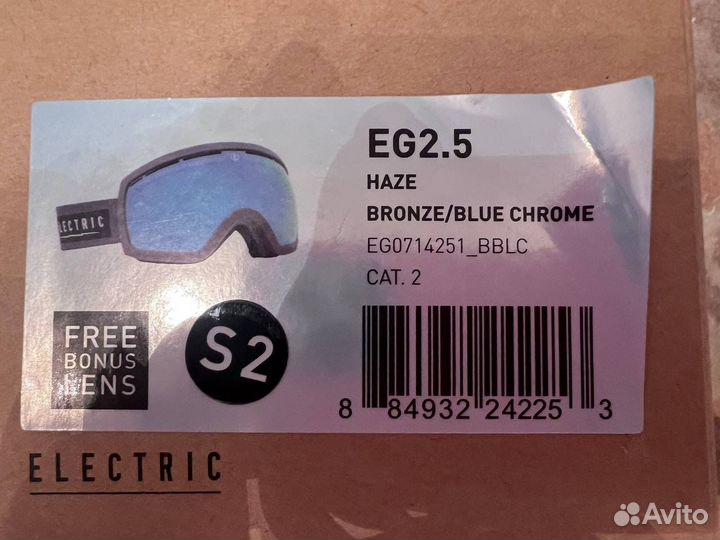 EG2.5
HAZE
BRONZE/BLUE CHROME
EG0714251_BBLC
CAT. 2
LECTRIC
FREE
BONUS
LENS
S2
8 84932 24225 3
ELECTRIC
Avito